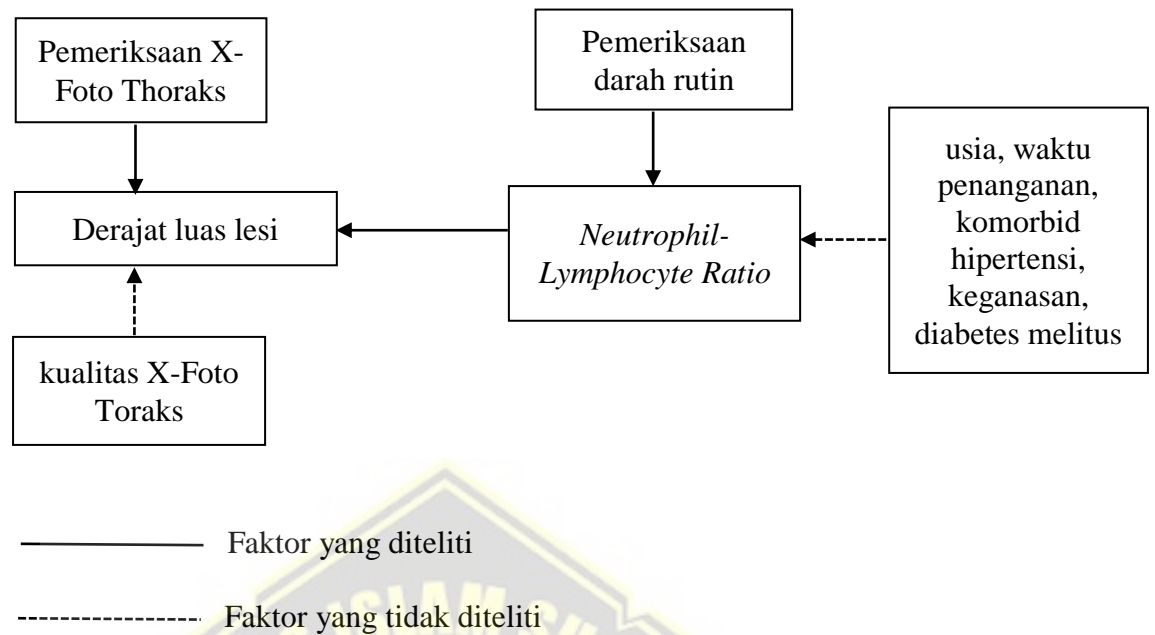 Pemeriksaan X-
Foto Thoraks
Pemeriksaan
darah rutin
usia, waktu
penanganan,
komorbid
hipertensi,
keganasan,
diabetes melitus
Derajat luas lesi
Neutrophil-
Lymphocyte Ratio
kualitas X-Foto
Toraks
Faktor yang diteliti
Faktor yang tidak diteliti
ISLAM